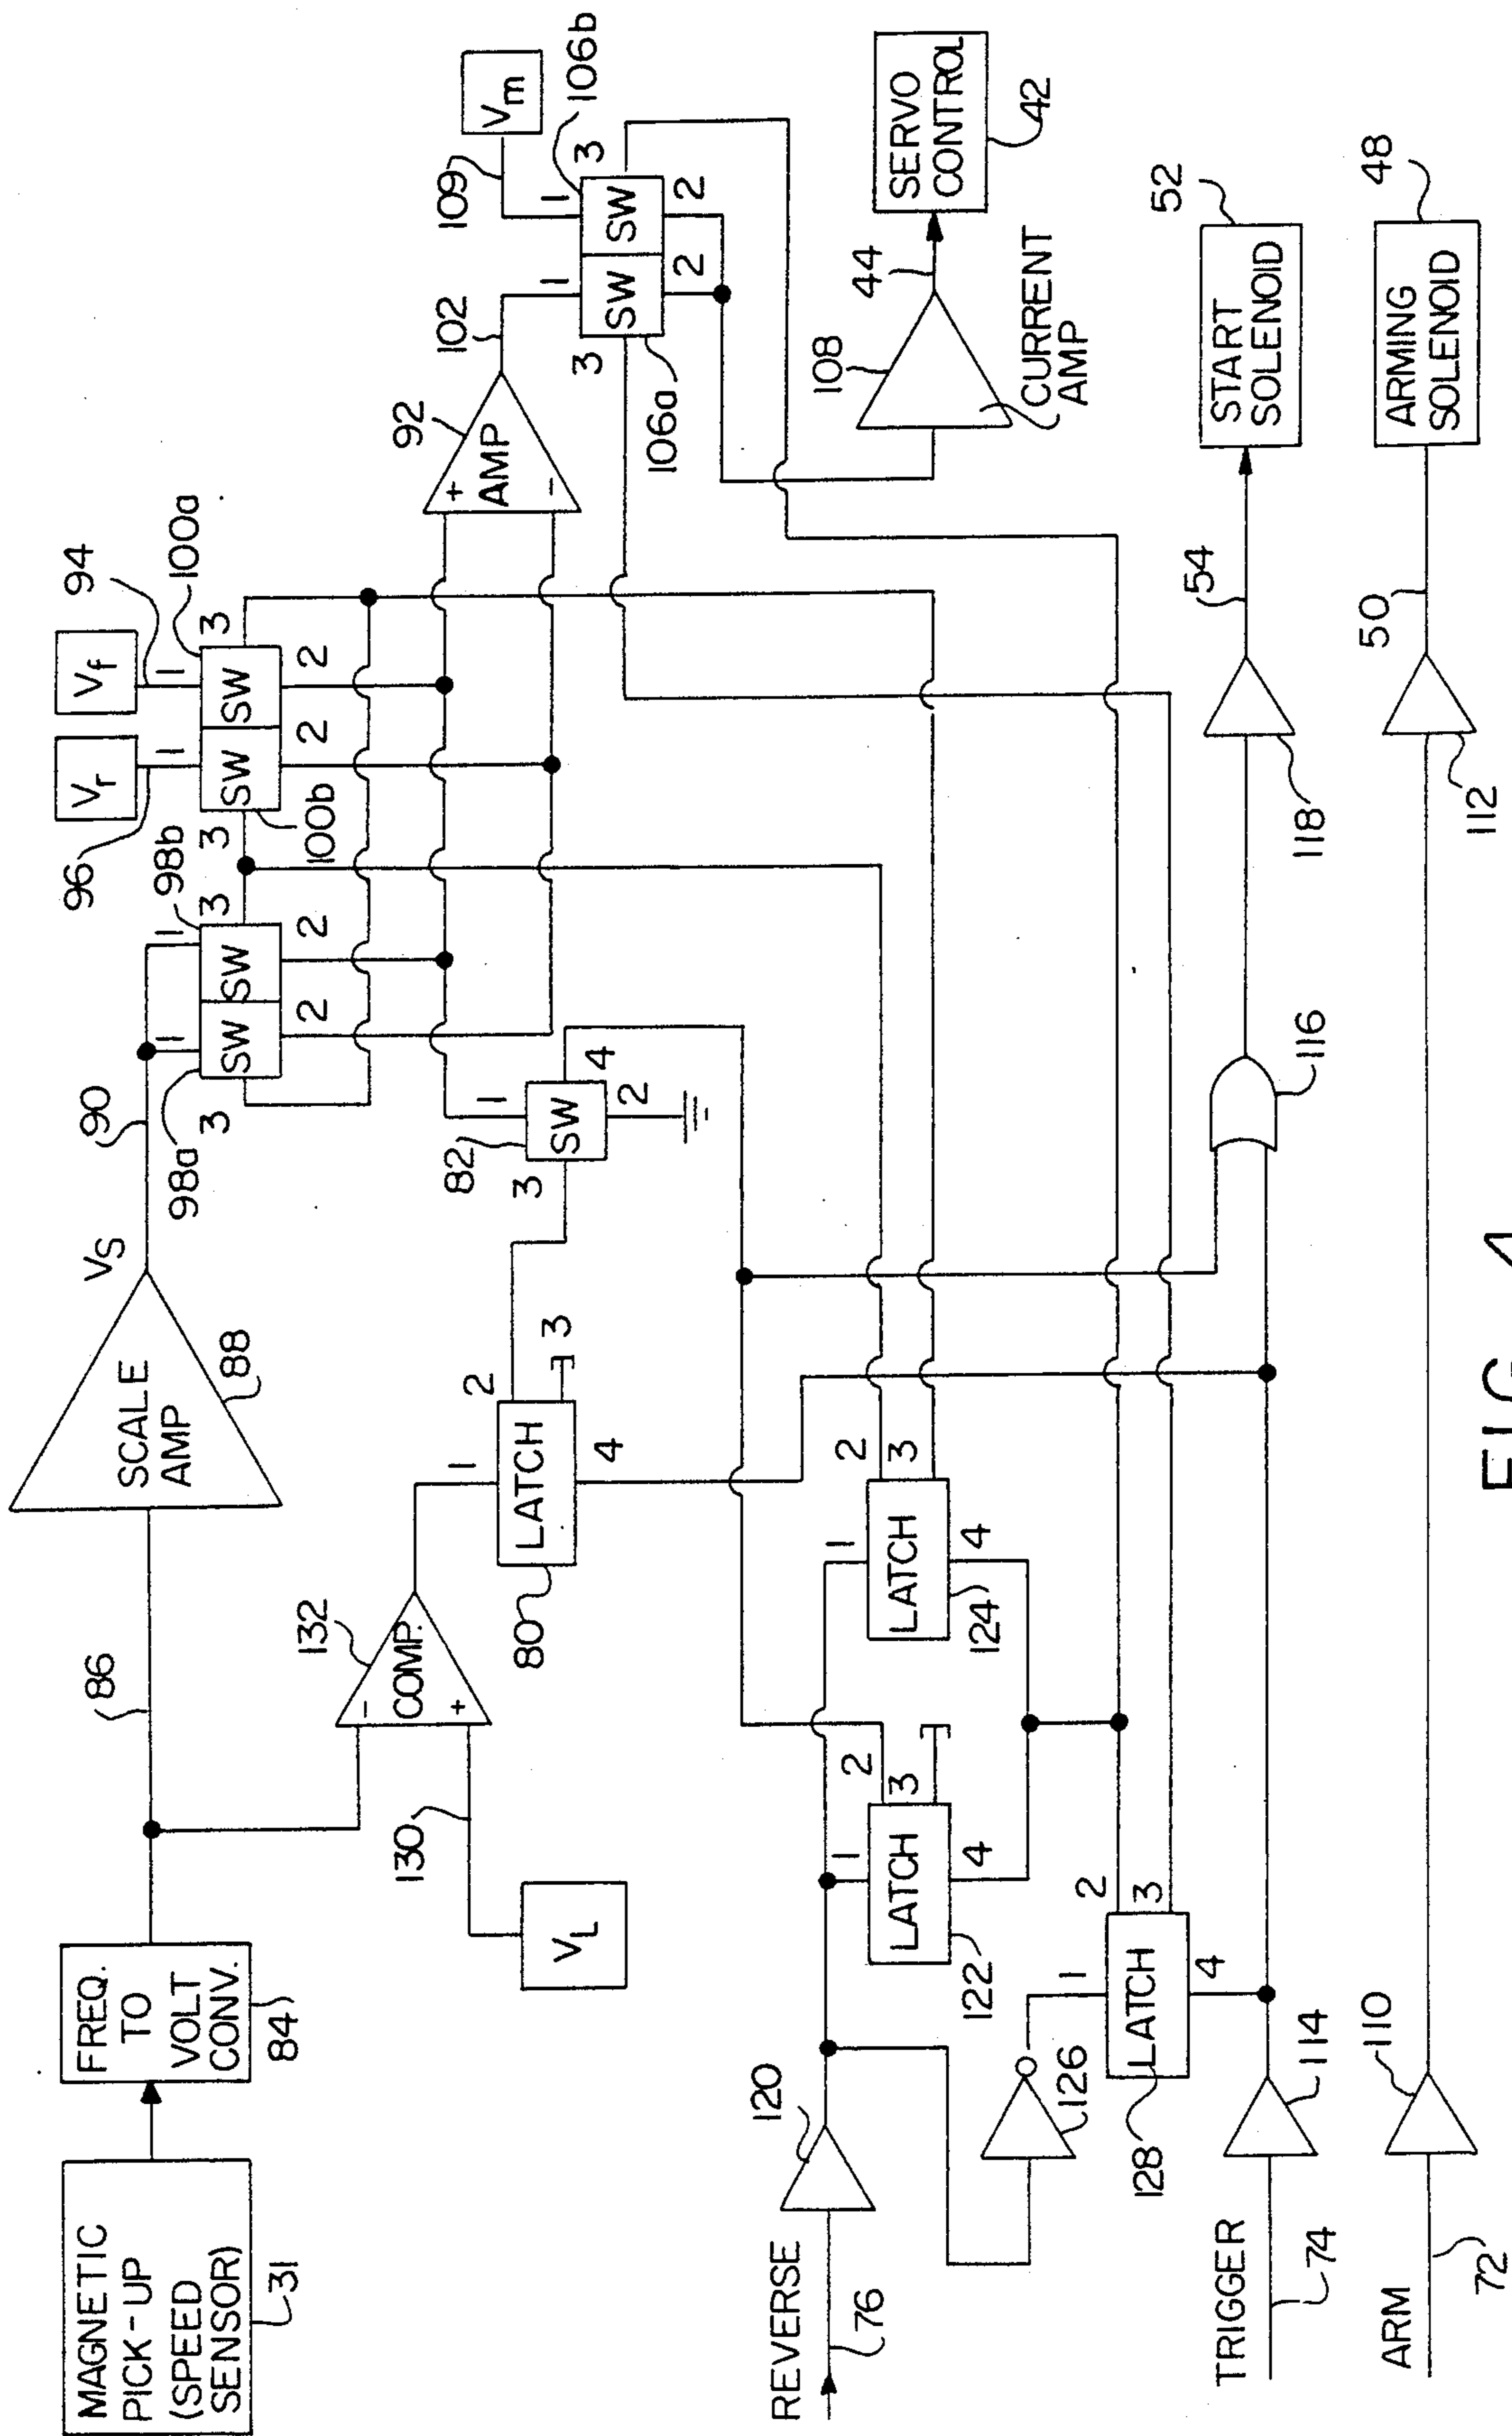 MAGNETIC
PICK-UP
(SPEED
SENSOR)
31
FREQ.
TO
VOLT
CONV.
84
86
SCALE
AMP
88
VS
90
98a
1
1
SW
SW
3
3
2
2
98b
96
Vr
Vf
94
1
1
SW
SW
3
3
2
2
100b
100a
132
-
+
COMP.
130
VL
80
LATCH
1
2
3
4
82
SW
1
2
3
4
92
+
-
AMP
102
109
Vm
106b
1
1
SW
SW
3
3
2
2
106a
108
CURRENT
AMP
44
SERVO
CONTROL
42
REVERSE
76
120
LATCH
1
2
3
4
122
LATCH
1
2
3
4
124
126
LATCH
1
2
3
4
128
TRIGGER
74
114
116
118
54
START
SOLENOID
52
ARM
72
110
112
50
ARMING
SOLENOID
48